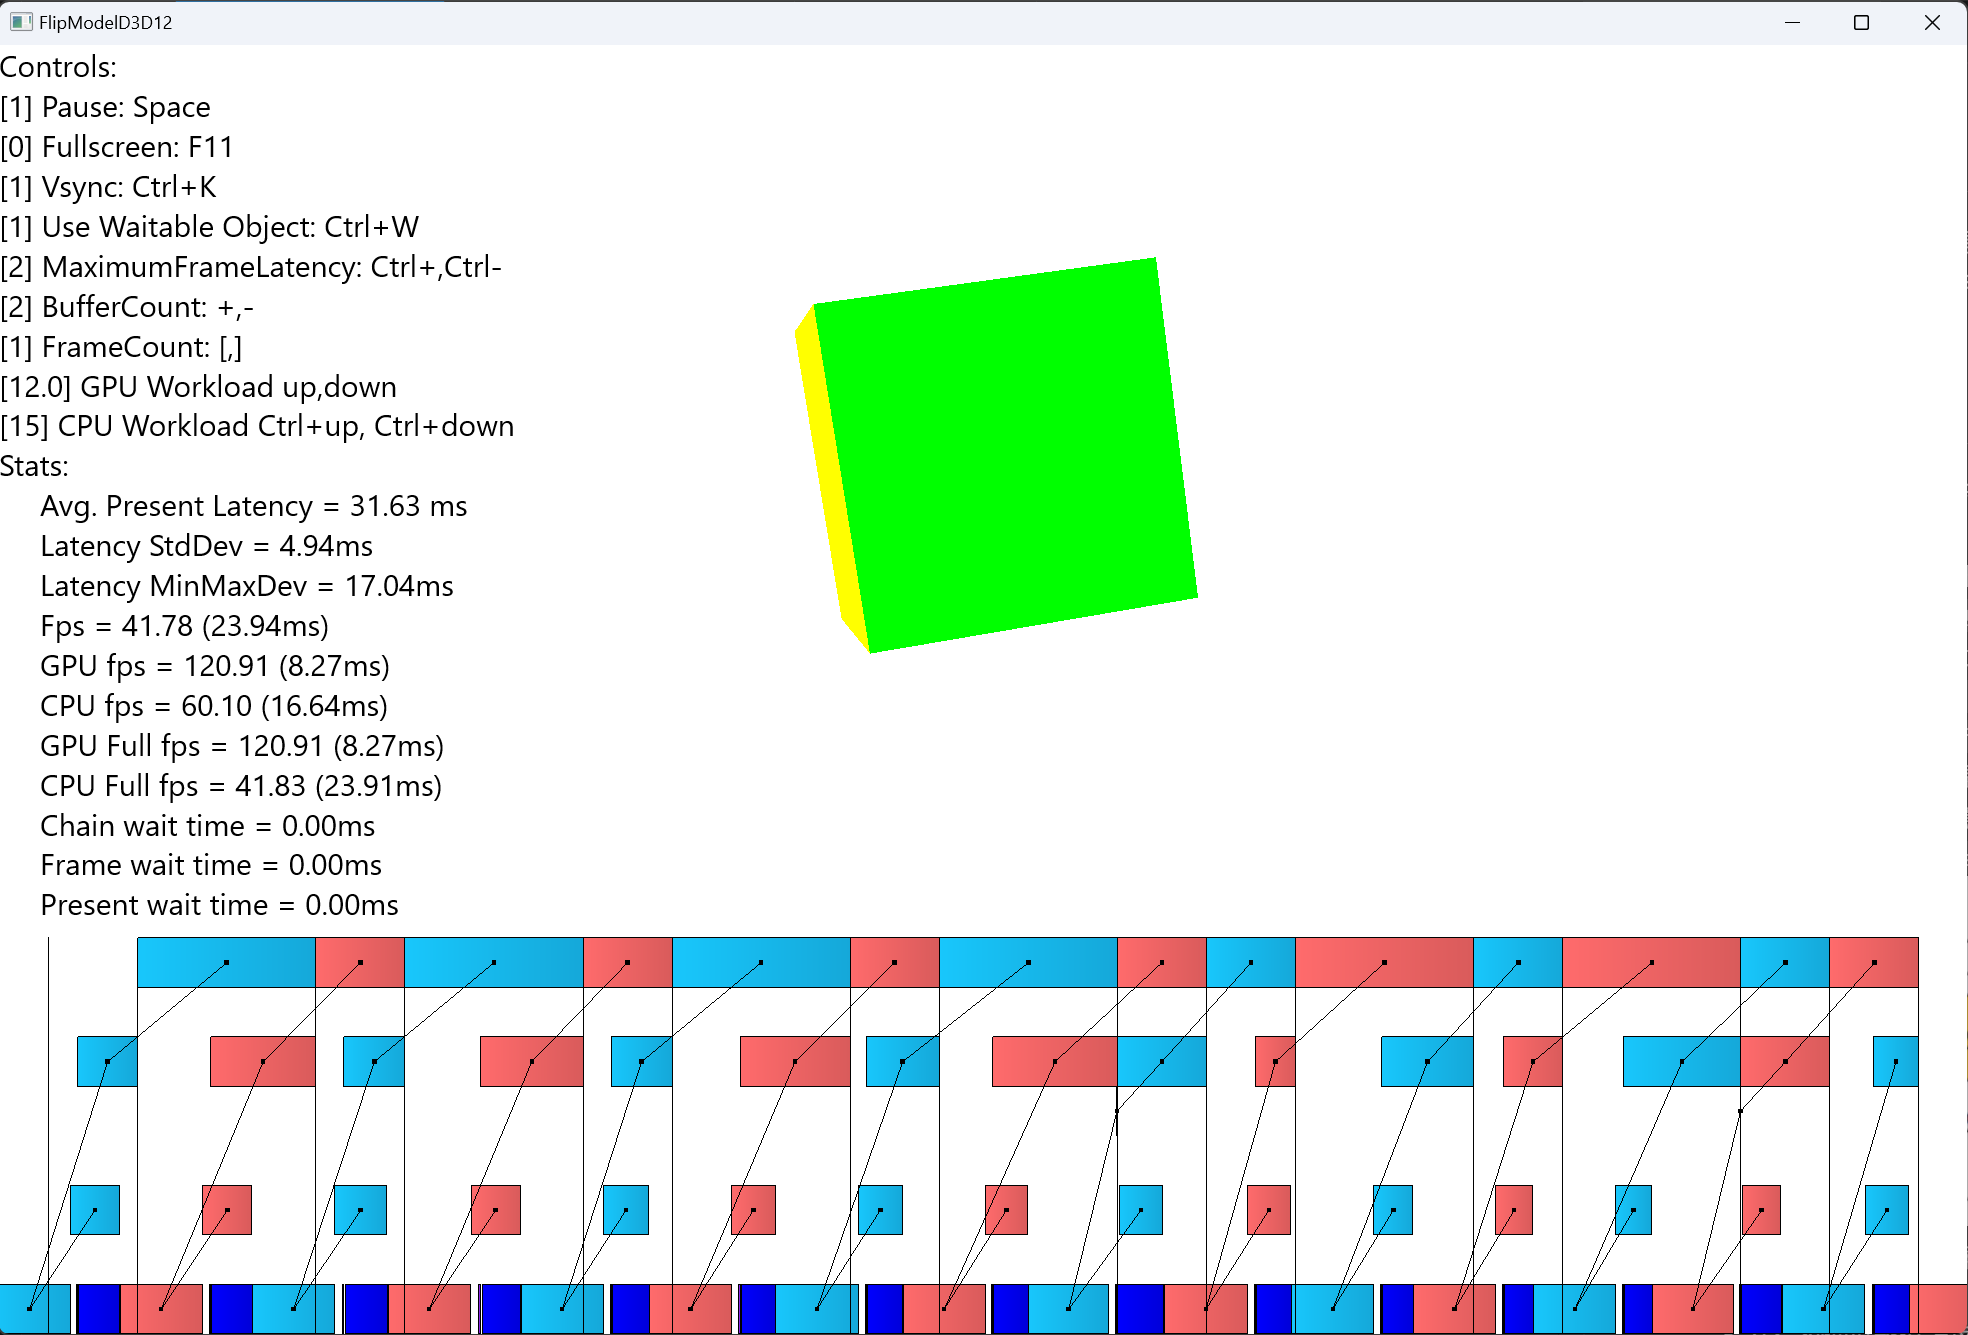 FlipModelD3D12
Controls:
[1] Pause: Space
[0] Fullscreen: F11
[1] Vsync: Ctrl+K
[1] Use Waitable Object: Ctrl+W
[2] MaximumFrameLatency: Ctrl+,Ctrl-
[2] BufferCount: +,-
[1] FrameCount: [,]
[12.0] GPU Workload up,down
[15] CPU Workload Ctrl+up, Ctrl+down
Stats:
Avg. Present Latency = 31.63 ms
Latency StdDev = 4.94ms
Latency MinMaxDev = 17.04ms
Fps = 41.78 (23.94ms)
GPU fps = 120.91 (8.27ms)
CPU fps = 60.10 (16.64ms)
GPU Full fps = 120.91 (8.27ms)
CPU Full fps = 41.83 (23.91ms)
Chain wait time = 0.00ms
Frame wait time = 0.00ms
Present wait time = 0.00ms